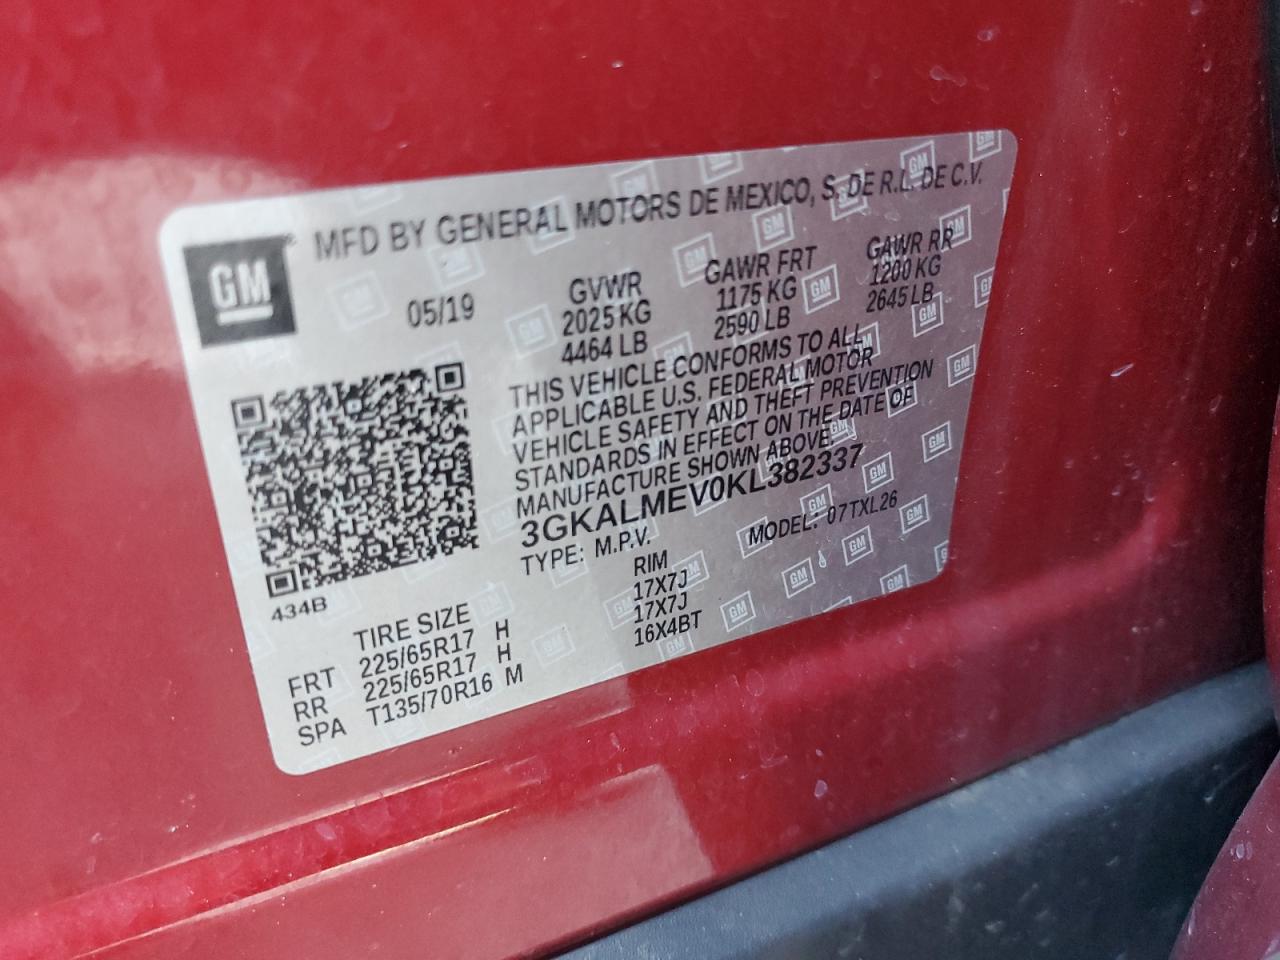 GM
MFD BY GENERAL MOTORS DE MEXICO, S. DE R.L. DE C.V.
05/19
GVWR GAWR FRT GAWR RR
2025 KG 1175 KG 1200 KG
4464 LB 2590 LB 2645 LB
THIS VEHICLE CONFORMS TO ALL
APPLICABLE U.S. FEDERAL MOTOR
VEHICLE SAFETY AND THEFT PREVENTION
STANDARDS IN EFFECT ON THE DATE OF
MANUFACTURE SHOWN ABOVE.
3GKALMEV0KL382337
TYPE: M.P.V. MODEL: 07TXL26
434B
TIRE SIZE RIM
FRT 225/65R17 H 17X7J
RR 225/65R17 H 17X7J
SPA T135/70R16 M 16X4BT